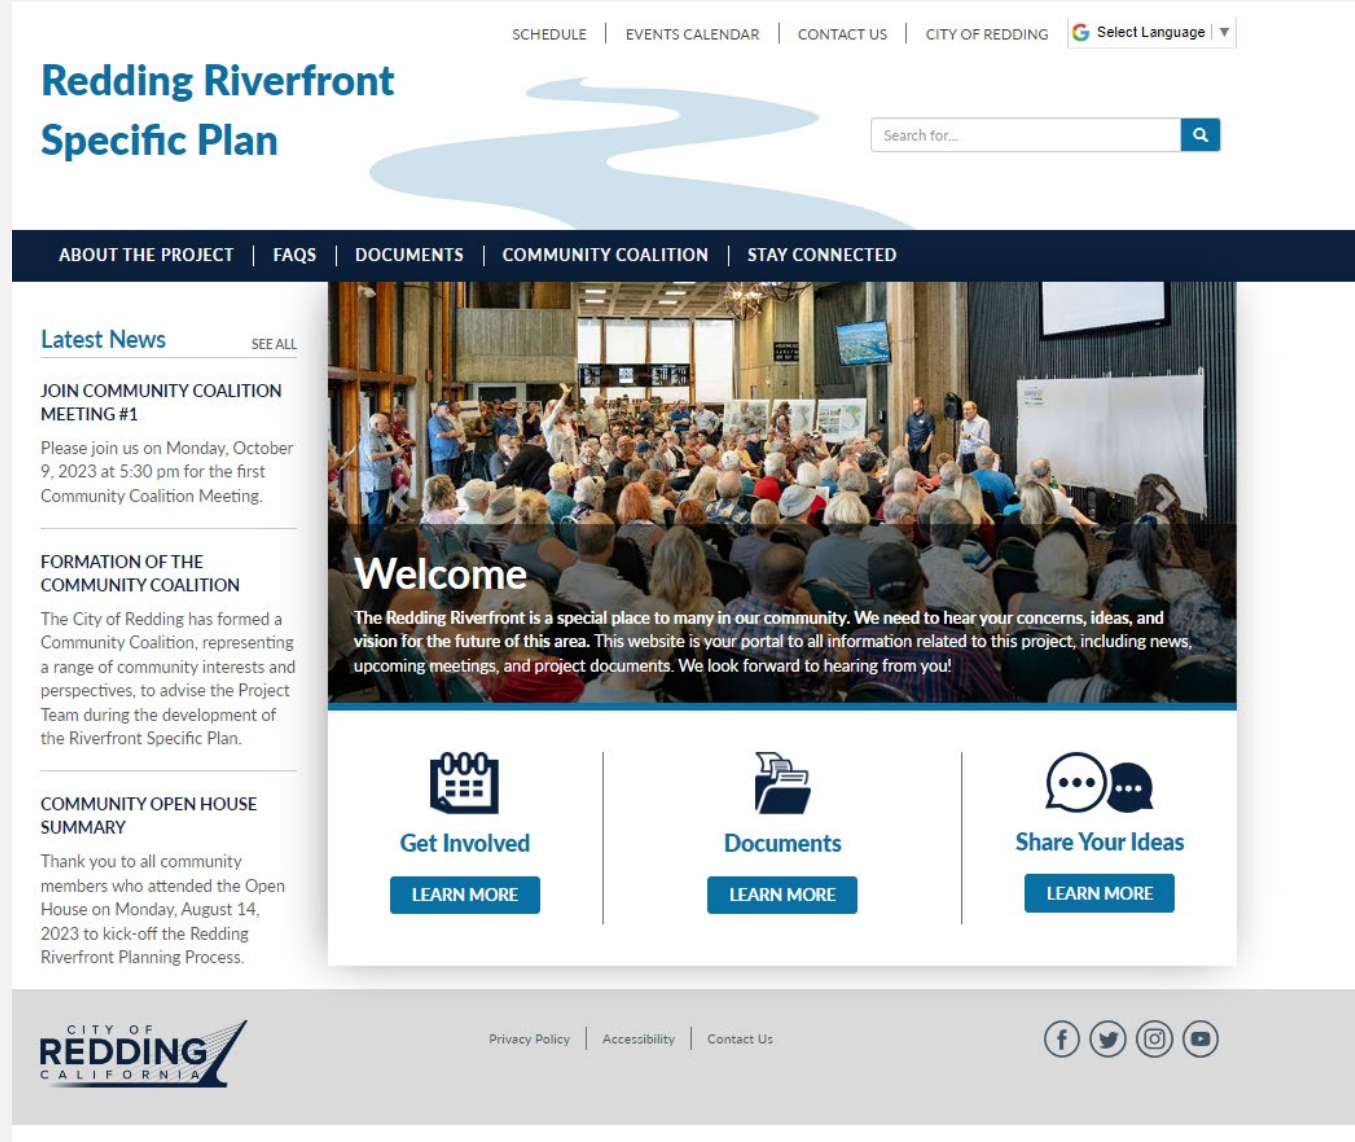 SCHEDULE | EVENTS CALENDAR | CONTACT US | CITY OF REDDING
Select Language ▼
Redding Riverfront
Specific Plan
Search for...
ABOUT THE PROJECT | FAQS | DOCUMENTS | COMMUNITY COALITION | STAY CONNECTED
Latest News
SEE ALL
JOIN COMMUNITY COALITION
MEETING #1
Please join us on Monday, October
9, 2023 at 5:30 pm for the first
Community Coalition Meeting.
FORMATION OF THE
COMMUNITY COALITION
The City of Redding has formed a
Community Coalition, representing
a range of community interests and
perspectives, to advise the Project
Team during the development of
the Riverfront Specific Plan.
COMMUNITY OPEN HOUSE
SUMMARY
Thank you to all community
members who attended the Open
House on Monday, August 14,
2023 to kick-off the Redding
Riverfront Planning Process.
Welcome
The Redding Riverfront is a special place to many in our community. We need to hear your concerns, ideas, and
vision for the future of this area. This website is your portal to all information related to this project, including news,
upcoming meetings, and project documents. We look forward to hearing from you!
Get Involved
LEARN MORE
Documents
LEARN MORE
Share Your Ideas
LEARN MORE
CITY OF
REDDING
CALIFORNIA
Privacy Policy | Accessibility | Contact Us